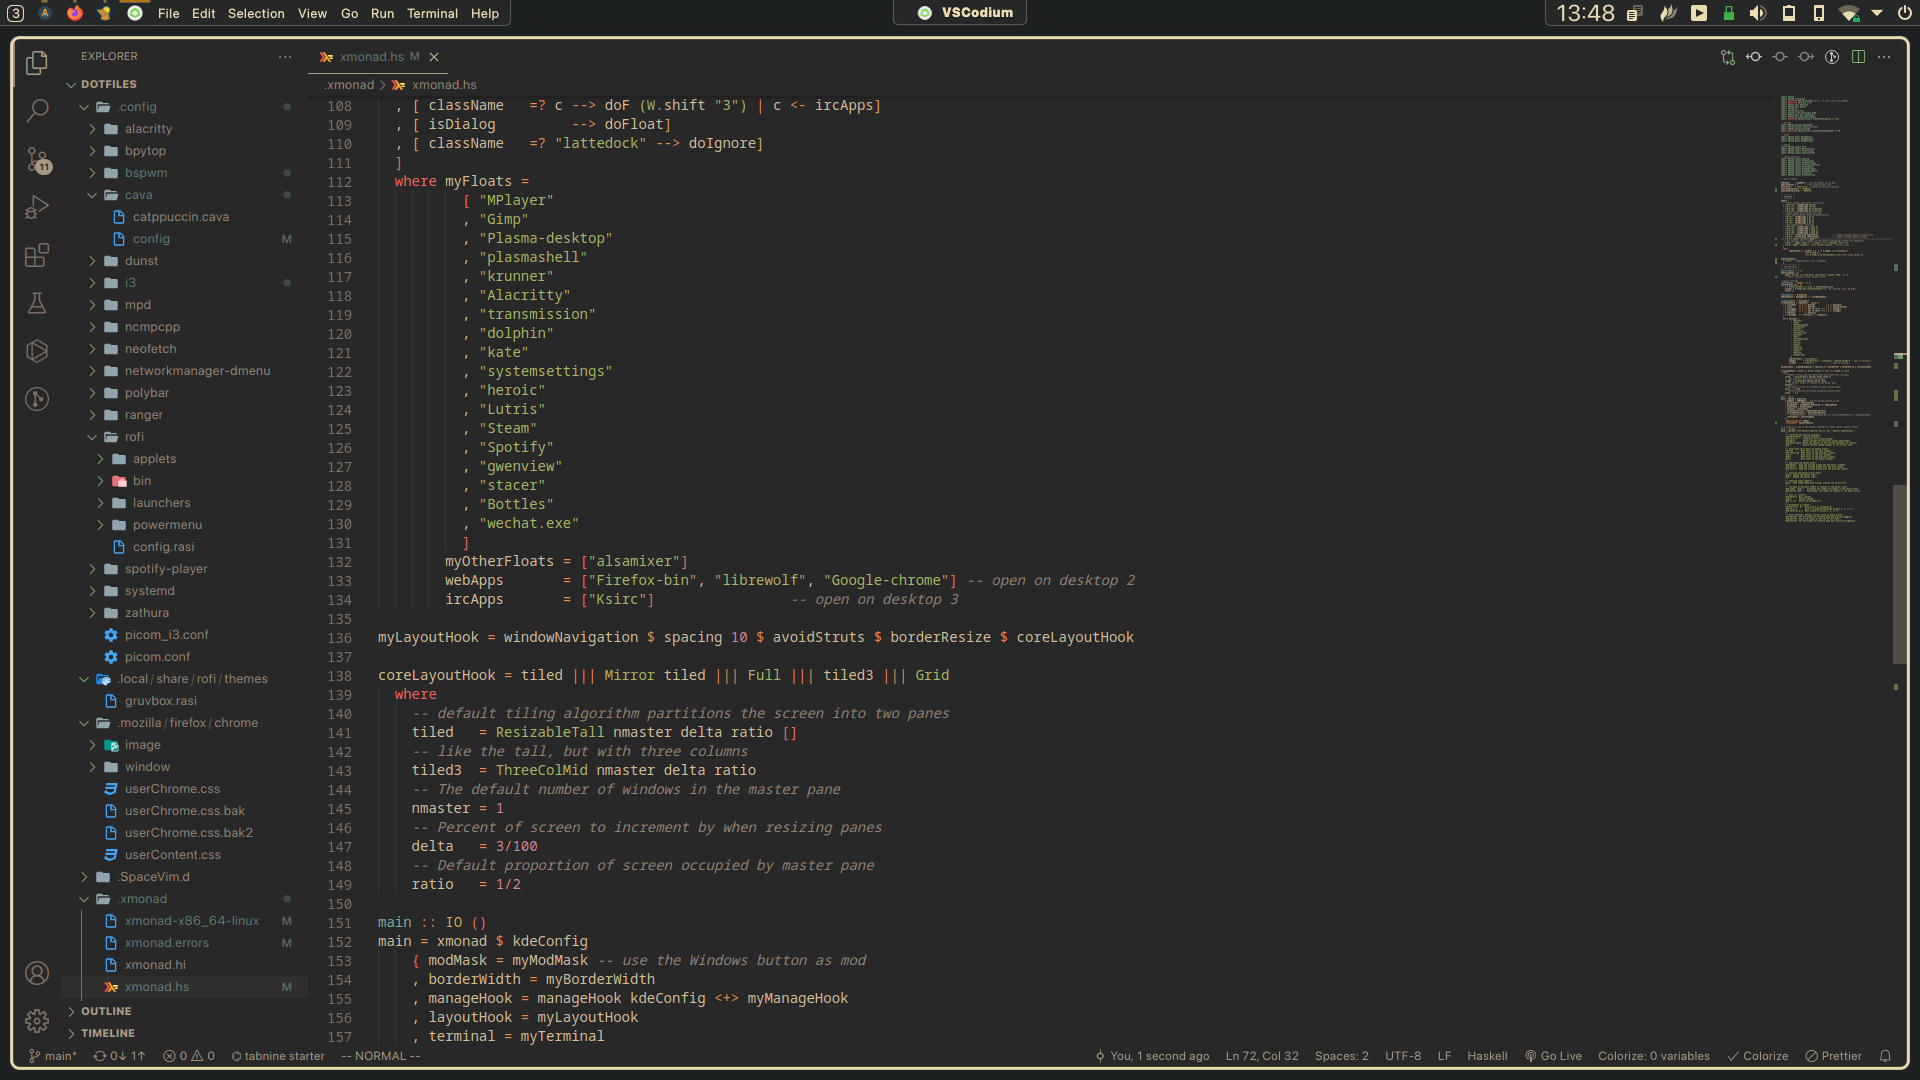 3 File Edit Selection View Go Run Terminal Help VSCodium 13:48
EXPLORER
DOTFILES
.config
alacritty
bpytop
bspwm
cava
catppuccin.cava
config M
dunst
i3
mpd
ncmpcpp
neofetch
networkmanager-dmenu
polybar
ranger
rofi
applets
bin
launchers
powermenu
config.rasi
spotify-player
systemd
zathura
picom_i3.conf
picom.conf
.local/share/rofi/themes
gruvbox.rasi
.mozilla/firefox/chrome
image
window
userChrome.css
userChrome.css.bak
userChrome.css.bak2
userContent.css
.SpaceVim.d
.xmonad
xmonad-x86_64-linux M
xmonad.errors M
xmonad.hi
xmonad.hs M
OUTLINE
TIMELINE
11
xmonad.hs M
.xmonad > xmonad.hs
108 , [ className =? c --> doF (W.shift "3") | c <- ircApps]
109 , [ isDialog --> doFloat]
110 , [ className =? "lattedock" --> doIgnore]
111 ]
112 where myFloats =
113 [ "MPlayer"
114 , "Gimp"
115 , "Plasma-desktop"
116 , "plasmashell"
117 , "krunner"
118 , "Alacritty"
119 , "transmission"
120 , "dolphin"
121 , "kate"
122 , "systemsettings"
123 , "heroic"
124 , "Lutris"
125 , "Steam"
126 , "Spotify"
127 , "gwenview"
128 , "stacer"
129 , "Bottles"
130 , "wechat.exe"
131 ]
132 myOtherFloats = ["alsamixer"]
133 webApps = ["Firefox-bin", "librewolf", "Google-chrome"] -- open on desktop 2
134 ircApps = ["Ksirc"] -- open on desktop 3
135
136 myLayoutHook = windowNavigation $ spacing 10 $ avoidStruts $ borderResize $ coreLayoutHook
137
138 coreLayoutHook = tiled ||| Mirror tiled ||| Full ||| tiled3 ||| Grid
139 where
140 -- default tiling algorithm partitions the screen into two panes
141 tiled = ResizableTall nmaster delta ratio []
142 -- like the tall, but with three columns
143 tiled3 = ThreeColMid nmaster delta ratio
144 -- The default number of windows in the master pane
145 nmaster = 1
146 -- Percent of screen to increment by when resizing panes
147 delta = 3/100
148 -- Default proportion of screen occupied by master pane
149 ratio = 1/2
150
151 main :: IO ()
152 main = xmonad $ kdeConfig
153 { modMask = myModMask -- use the Windows button as mod
154 , borderWidth = myBorderWidth
155 , manageHook = manageHook kdeConfig <+> myManageHook
156 , layoutHook = myLayoutHook
157 , terminal = myTerminal
main* 0↓ 1↑ 0 0 tabnine starter -- NORMAL -- You, 1 second ago Ln 72, Col 32 Spaces: 2 UTF-8 LF Haskell Go Live Colorize: 0 variables Colorize Prettier